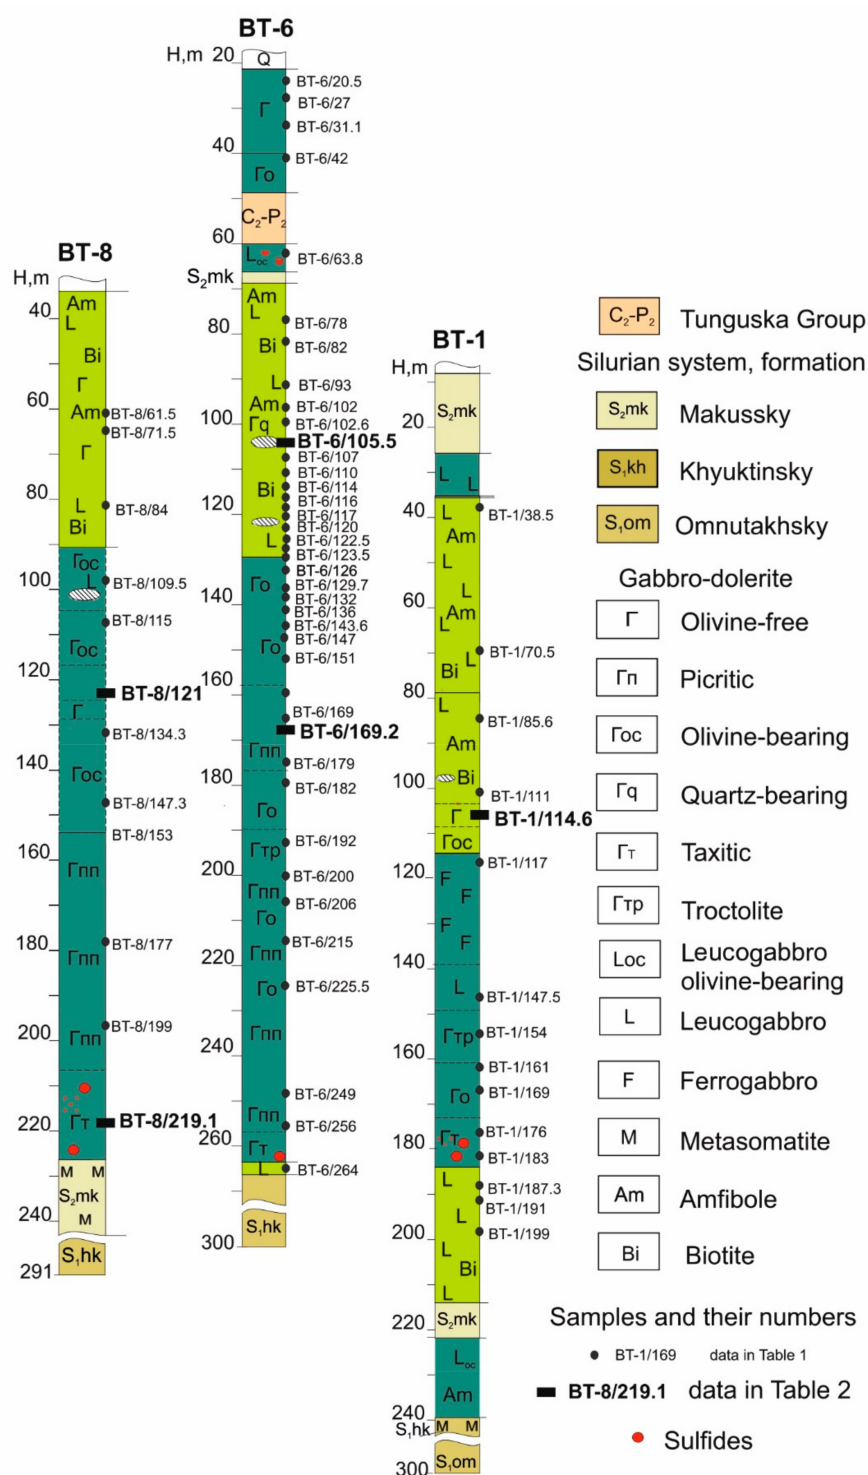 BT-6
H,m
20
Q
BT-6/20.5
BT-6/27
Г
BT-6/31.1
40
BT-6/42
Го
C₂-P₂
60
Loc
BT-6/63.8
S₂mk
Am
L
BT-6/78
80
Bi
BT-6/82
L
BT-6/93
Am
BT-6/102
100
Гq
BT-6/102.6
BT-6/105.5
BT-6/107
BT-6/110
Bi
BT-6/114
BT-6/116
120
BT-6/117
BT-6/120
L
BT-6/122.5
BT-6/123.5
BT-6/126
Го
BT-6/129.7
140
BT-6/132
BT-6/136
BT-6/143.6
Го
BT-6/147
BT-6/151
160
BT-6/169
BT-6/169.2
Гпп
BT-6/179
180
BT-6/182
Го
Гтр
BT-6/192
200
BT-6/200
Гпп
BT-6/206
Го
BT-6/215
220
Гпп
Го
BT-6/225.5
240
Гпп
BT-6/249
Гпп
BT-6/256
260
Гт
L
BT-6/264
S₁hk
300
BT-8
H,m
Am
40
L
Bi
Г
60
Am
BT-8/61.5
BT-8/71.5
Г
80
L
BT-8/84
Bi
Гос
100
L
BT-8/109.5
BT-8/115
Гос
120
BT-8/121
Г
BT-8/134.3
140
Гос
BT-8/147.3
BT-8/153
160
Гпп
180
BT-8/177
Гпп
200
BT-8/199
Гпп
220
Гт
BT-8/219.1
M M
S₂mk
240
M
S₁hk
291
BT-1
H,m
S₂mk
20
L
L
40
L
BT-1/38.5
Am
L
L
60
Am
L
BT-1/70.5
Bi
L
80
L
BT-1/85.6
Am
100
Bi
BT-1/111
Г
BT-1/114.6
Гос
BT-1/117
120
F
F
F
F
140
L
BT-1/147.5
Гтр
BT-1/154
160
BT-1/161
Го
BT-1/169
BT-1/176
Гт
180
BT-1/183
L
BT-1/187.3
L
BT-1/191
200
L
BT-1/199
Bi
L
S₂mk
220
Loc
Am
240
S₁hk
M M
S₁om
300
C₂-P₂ Tunguska Group
Silurian system, formation
S₂mk Makussky
S₁kh Khyuktinsky
S₁om Omnutakhsky
Gabbro-dolerite
Г Olivine-free
Гп Picritic
Гос Olivine-bearing
Гq Quartz-bearing
Гт Taxitic
Гтр Troctolite
Loc Leucogabbro
olivine-bearing
L Leucogabbro
F Ferrogabbro
M Metasomatite
Am Amfibole
Bi Biotite
Samples and their numbers
BT-1/169 data in Table 1
BT-8/219.1 data in Table 2
Sulfides